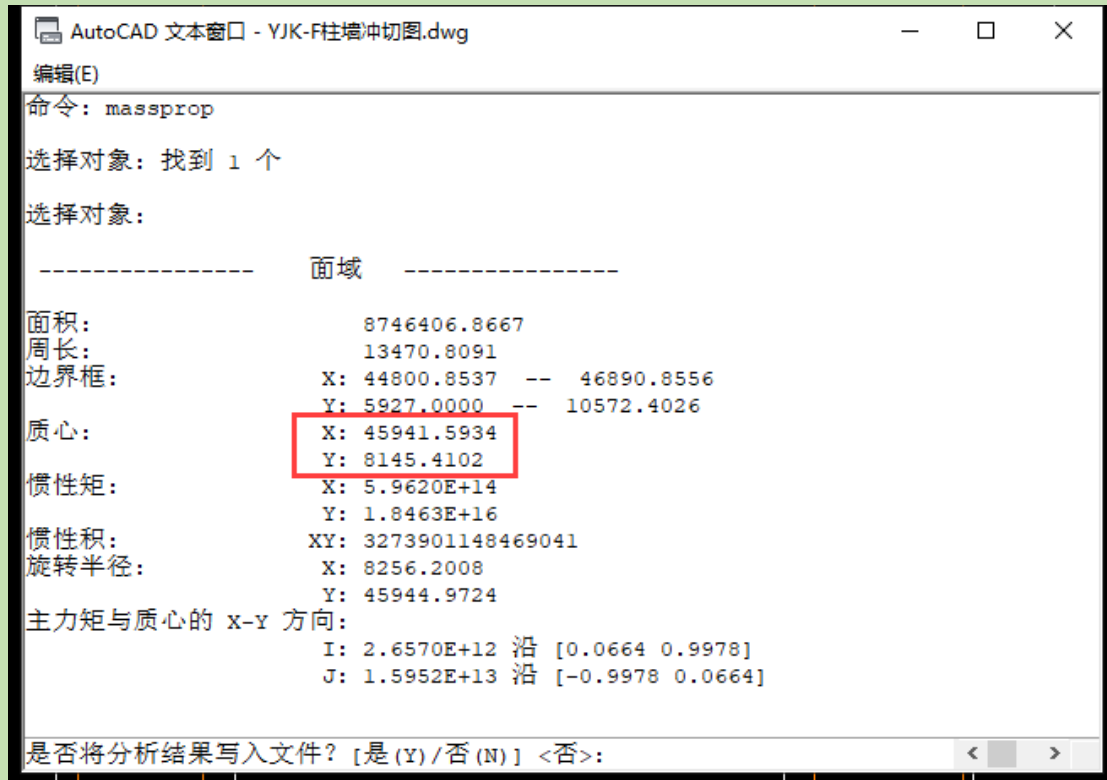 AutoCAD 文本窗口 - YJK-F柱墙冲切图.dwg
编辑(E)
命令: massprop
选择对象: 找到 1 个
选择对象:
---------------- 面域 ----------------
面积: 8746406.8667
周长: 13470.8091
边界框: X: 44800.8537 -- 46890.8556
Y: 5927.0000 -- 10572.4026
质心: X: 45941.5934
Y: 8145.4102
惯性矩: X: 5.9620E+14
Y: 1.8463E+16
惯性积: XY: 3273901148469041
旋转半径: X: 8256.2008
Y: 45944.9724
主力矩与质心的 X-Y 方向:
I: 2.6570E+12 沿 [0.0664 0.9978]
J: 1.5952E+13 沿 [-0.9978 0.0664]
是否将分析结果写入文件? [是(Y)/否(N)] <否>: